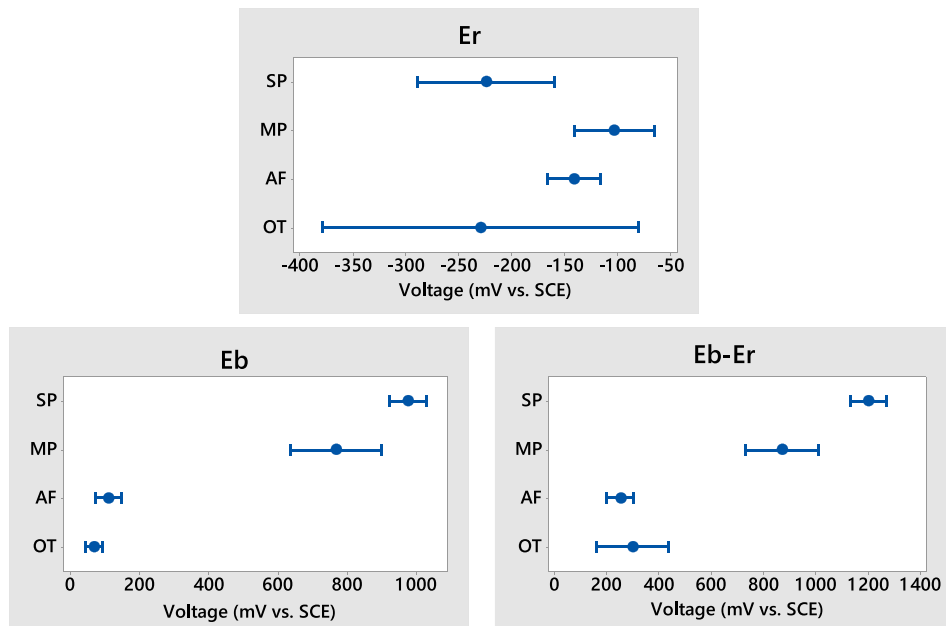 Er
SP
MP
AF
OT
-400 -350 -300 -250 -200 -150 -100 -50
Voltage (mV vs. SCE)
Eb
SP
MP
AF
OT
0 200 400 600 800 1000
Voltage (mV vs. SCE)
Eb-Er
SP
MP
AF
OT
0 200 400 600 800 1000 1200 1400
Voltage (mV vs. SCE)